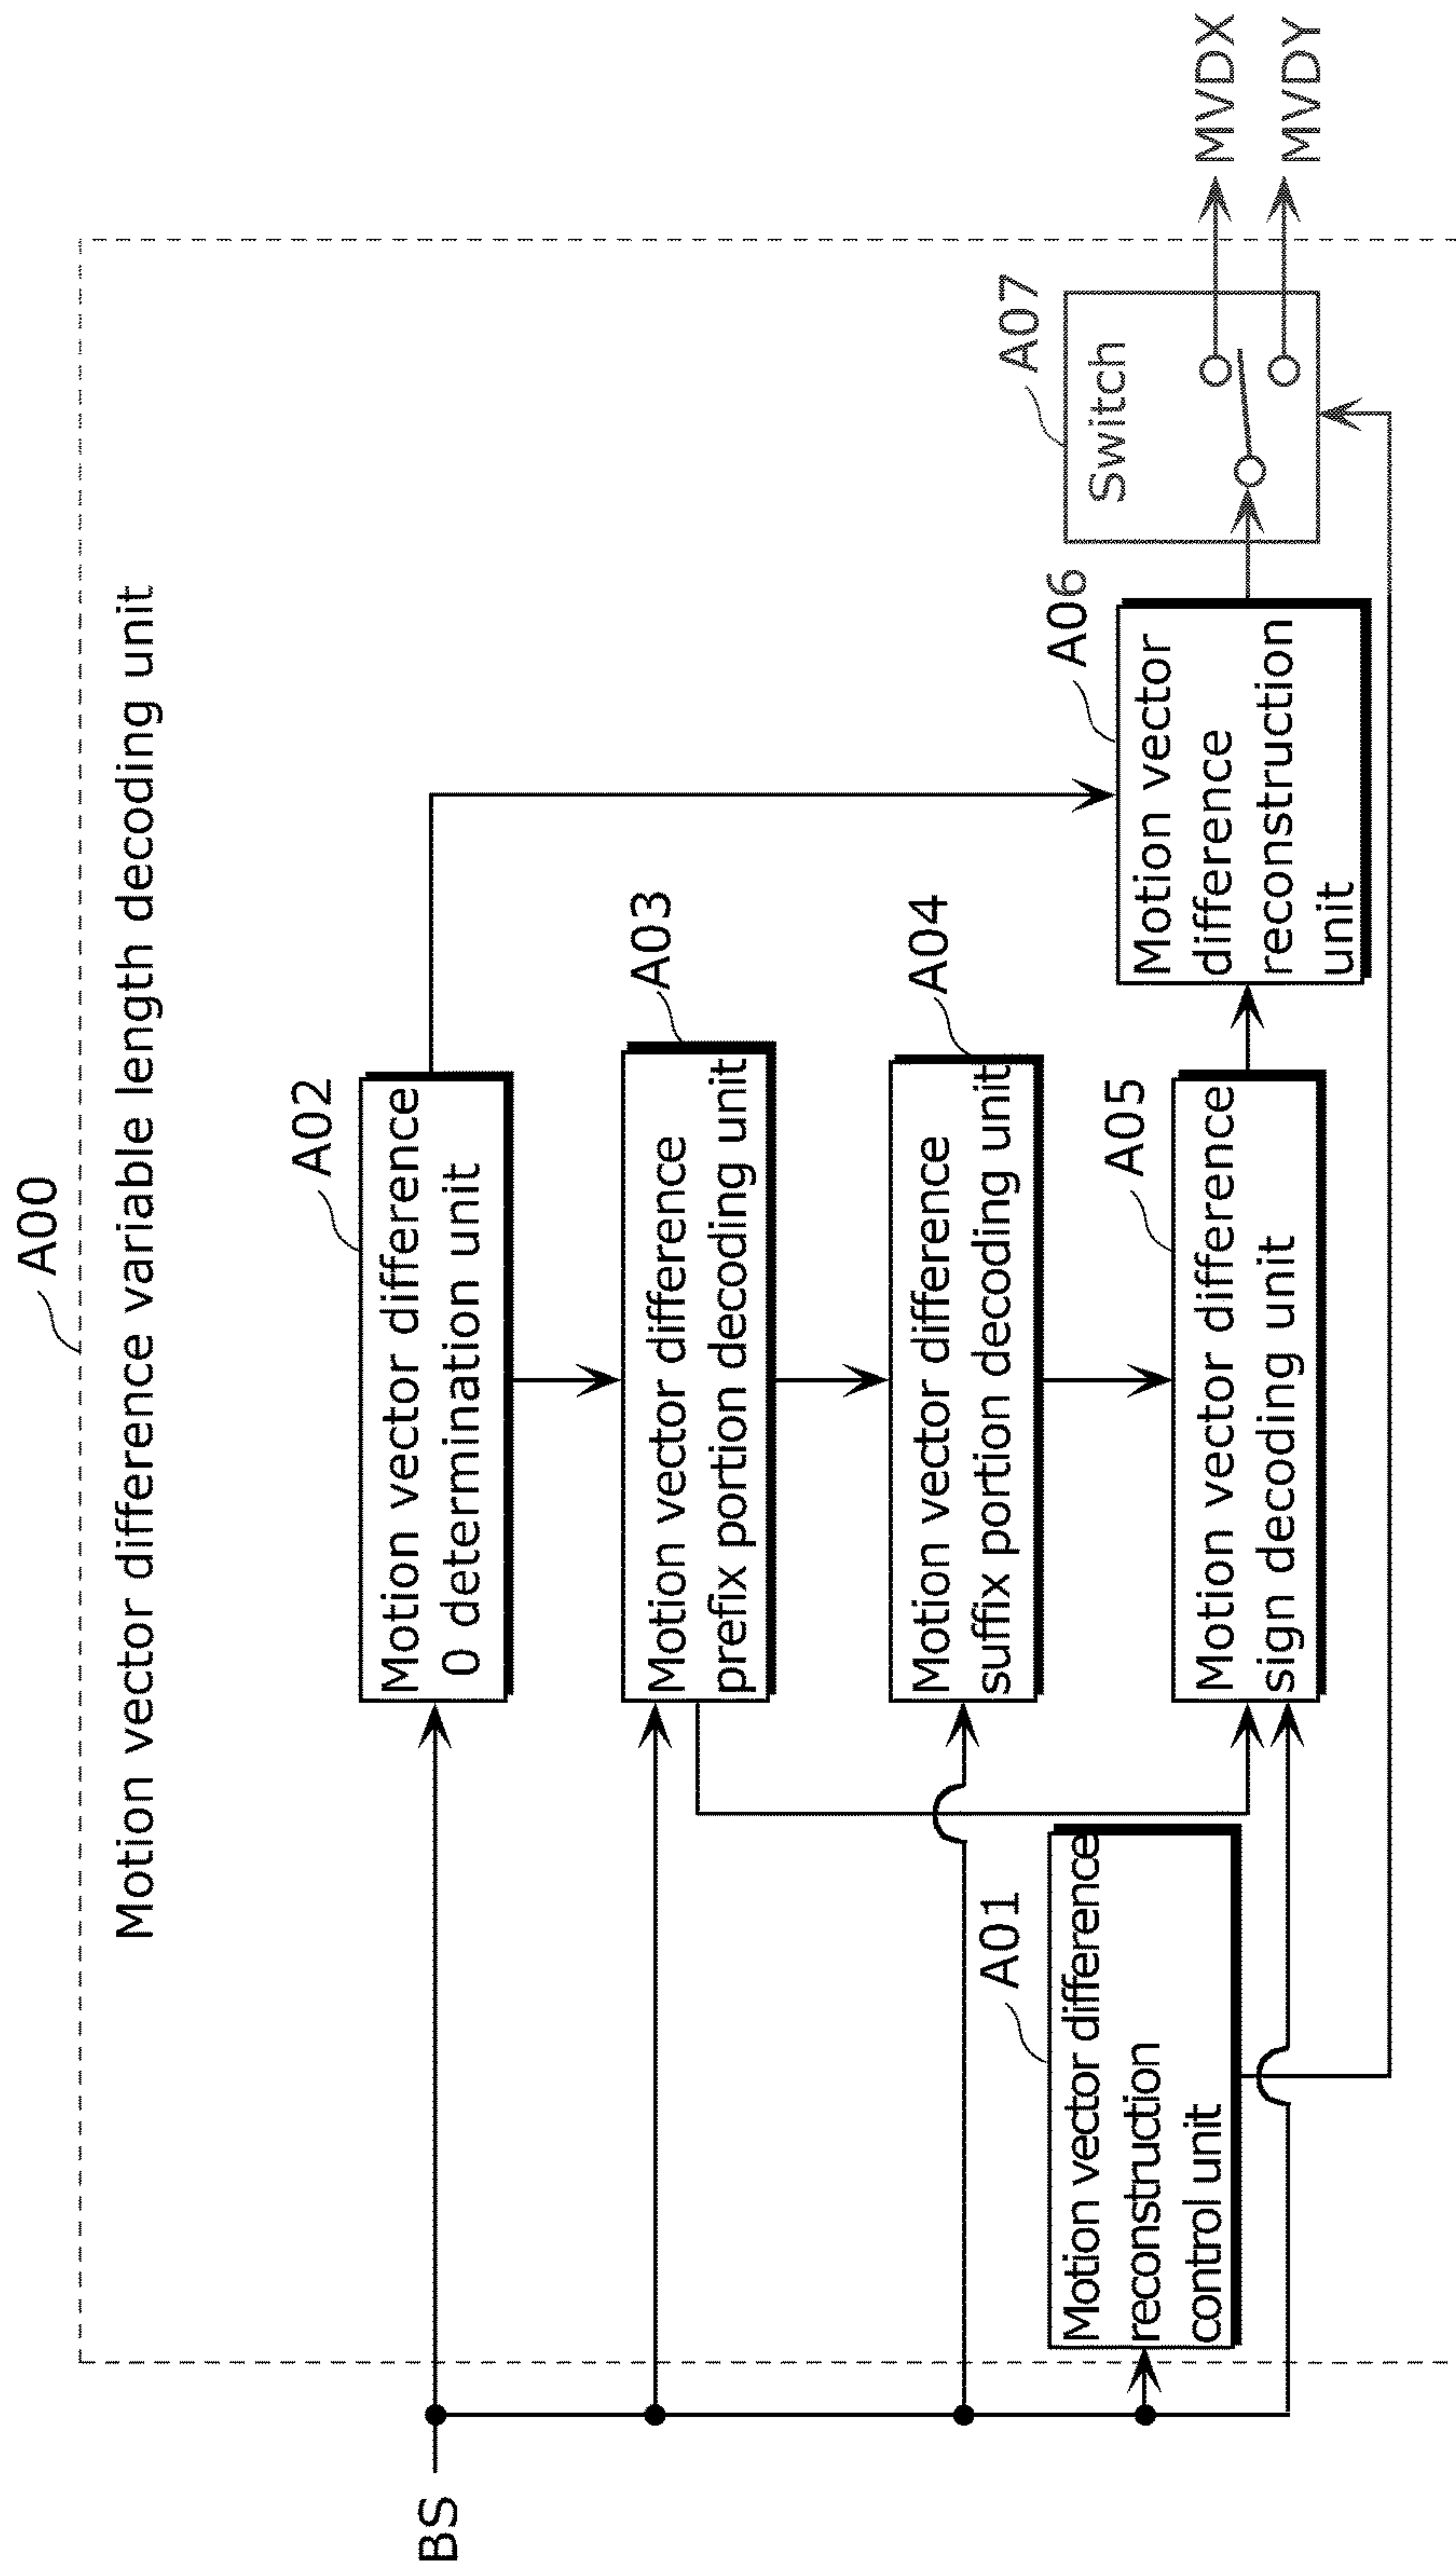 A00
Motion vector difference variable length decoding unit
A02
Motion vector difference
0 determination unit
A03
Motion vector difference
prefix portion decoding unit
A04
Motion vector difference
suffix portion decoding unit
A01
Motion vector difference
reconstruction
control unit
A05
Motion vector difference
sign decoding unit
A06
Motion vector
difference
reconstruction
unit
A07
Switch
BS
MVDX
MVDY